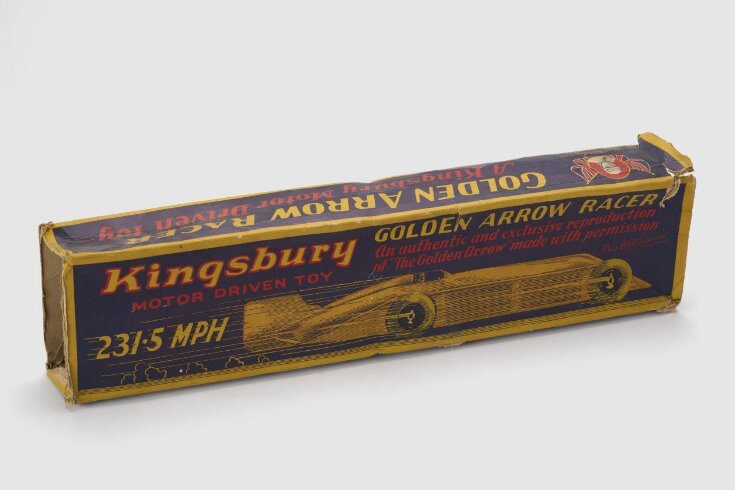 GOLDEN ARROW RACER
A Kingsbury Motor Driven Toy
Kingsbury
MOTOR DRIVEN TOY
231·5 MPH
GOLDEN ARROW RACER
An authentic and exclusive reproduction
of "The Golden Arrow" made with permission